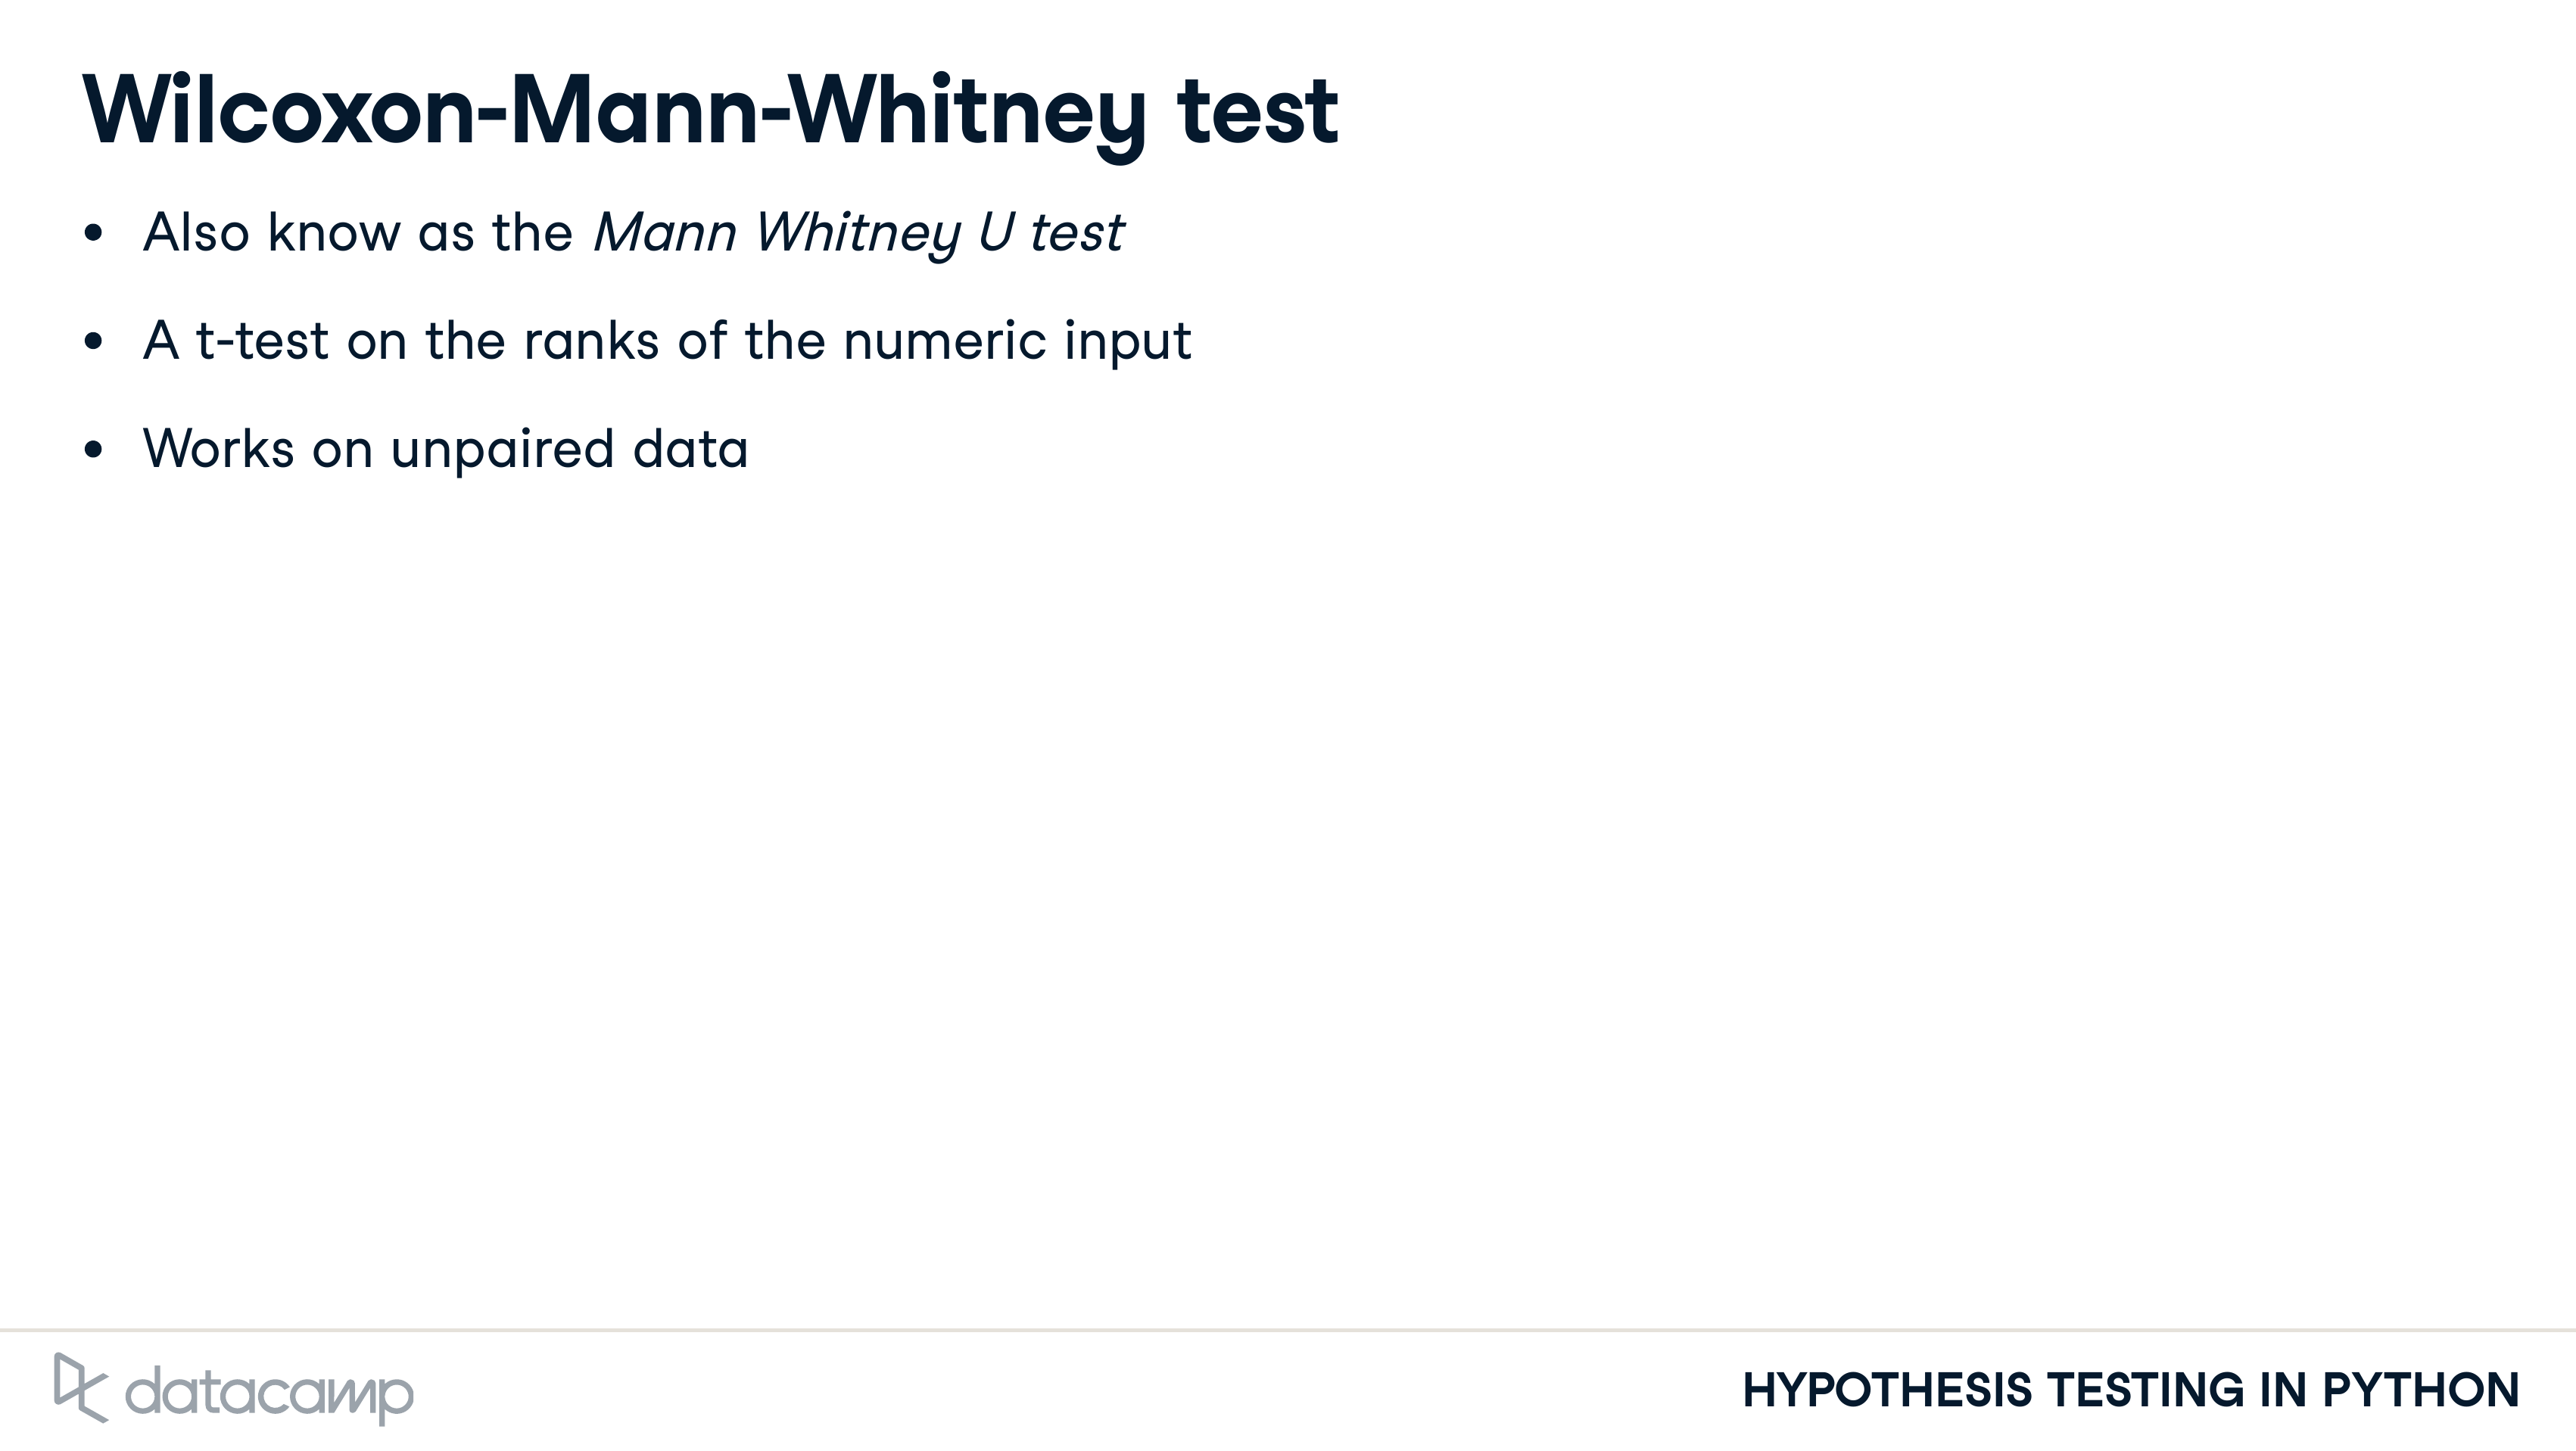 Wilcoxon-Mann-Whitney test
• Also know as the Mann Whitney U test
• A t-test on the ranks of the numeric input
• Works on unpaired data
datacamp
HYPOTHESIS TESTING IN PYTHON